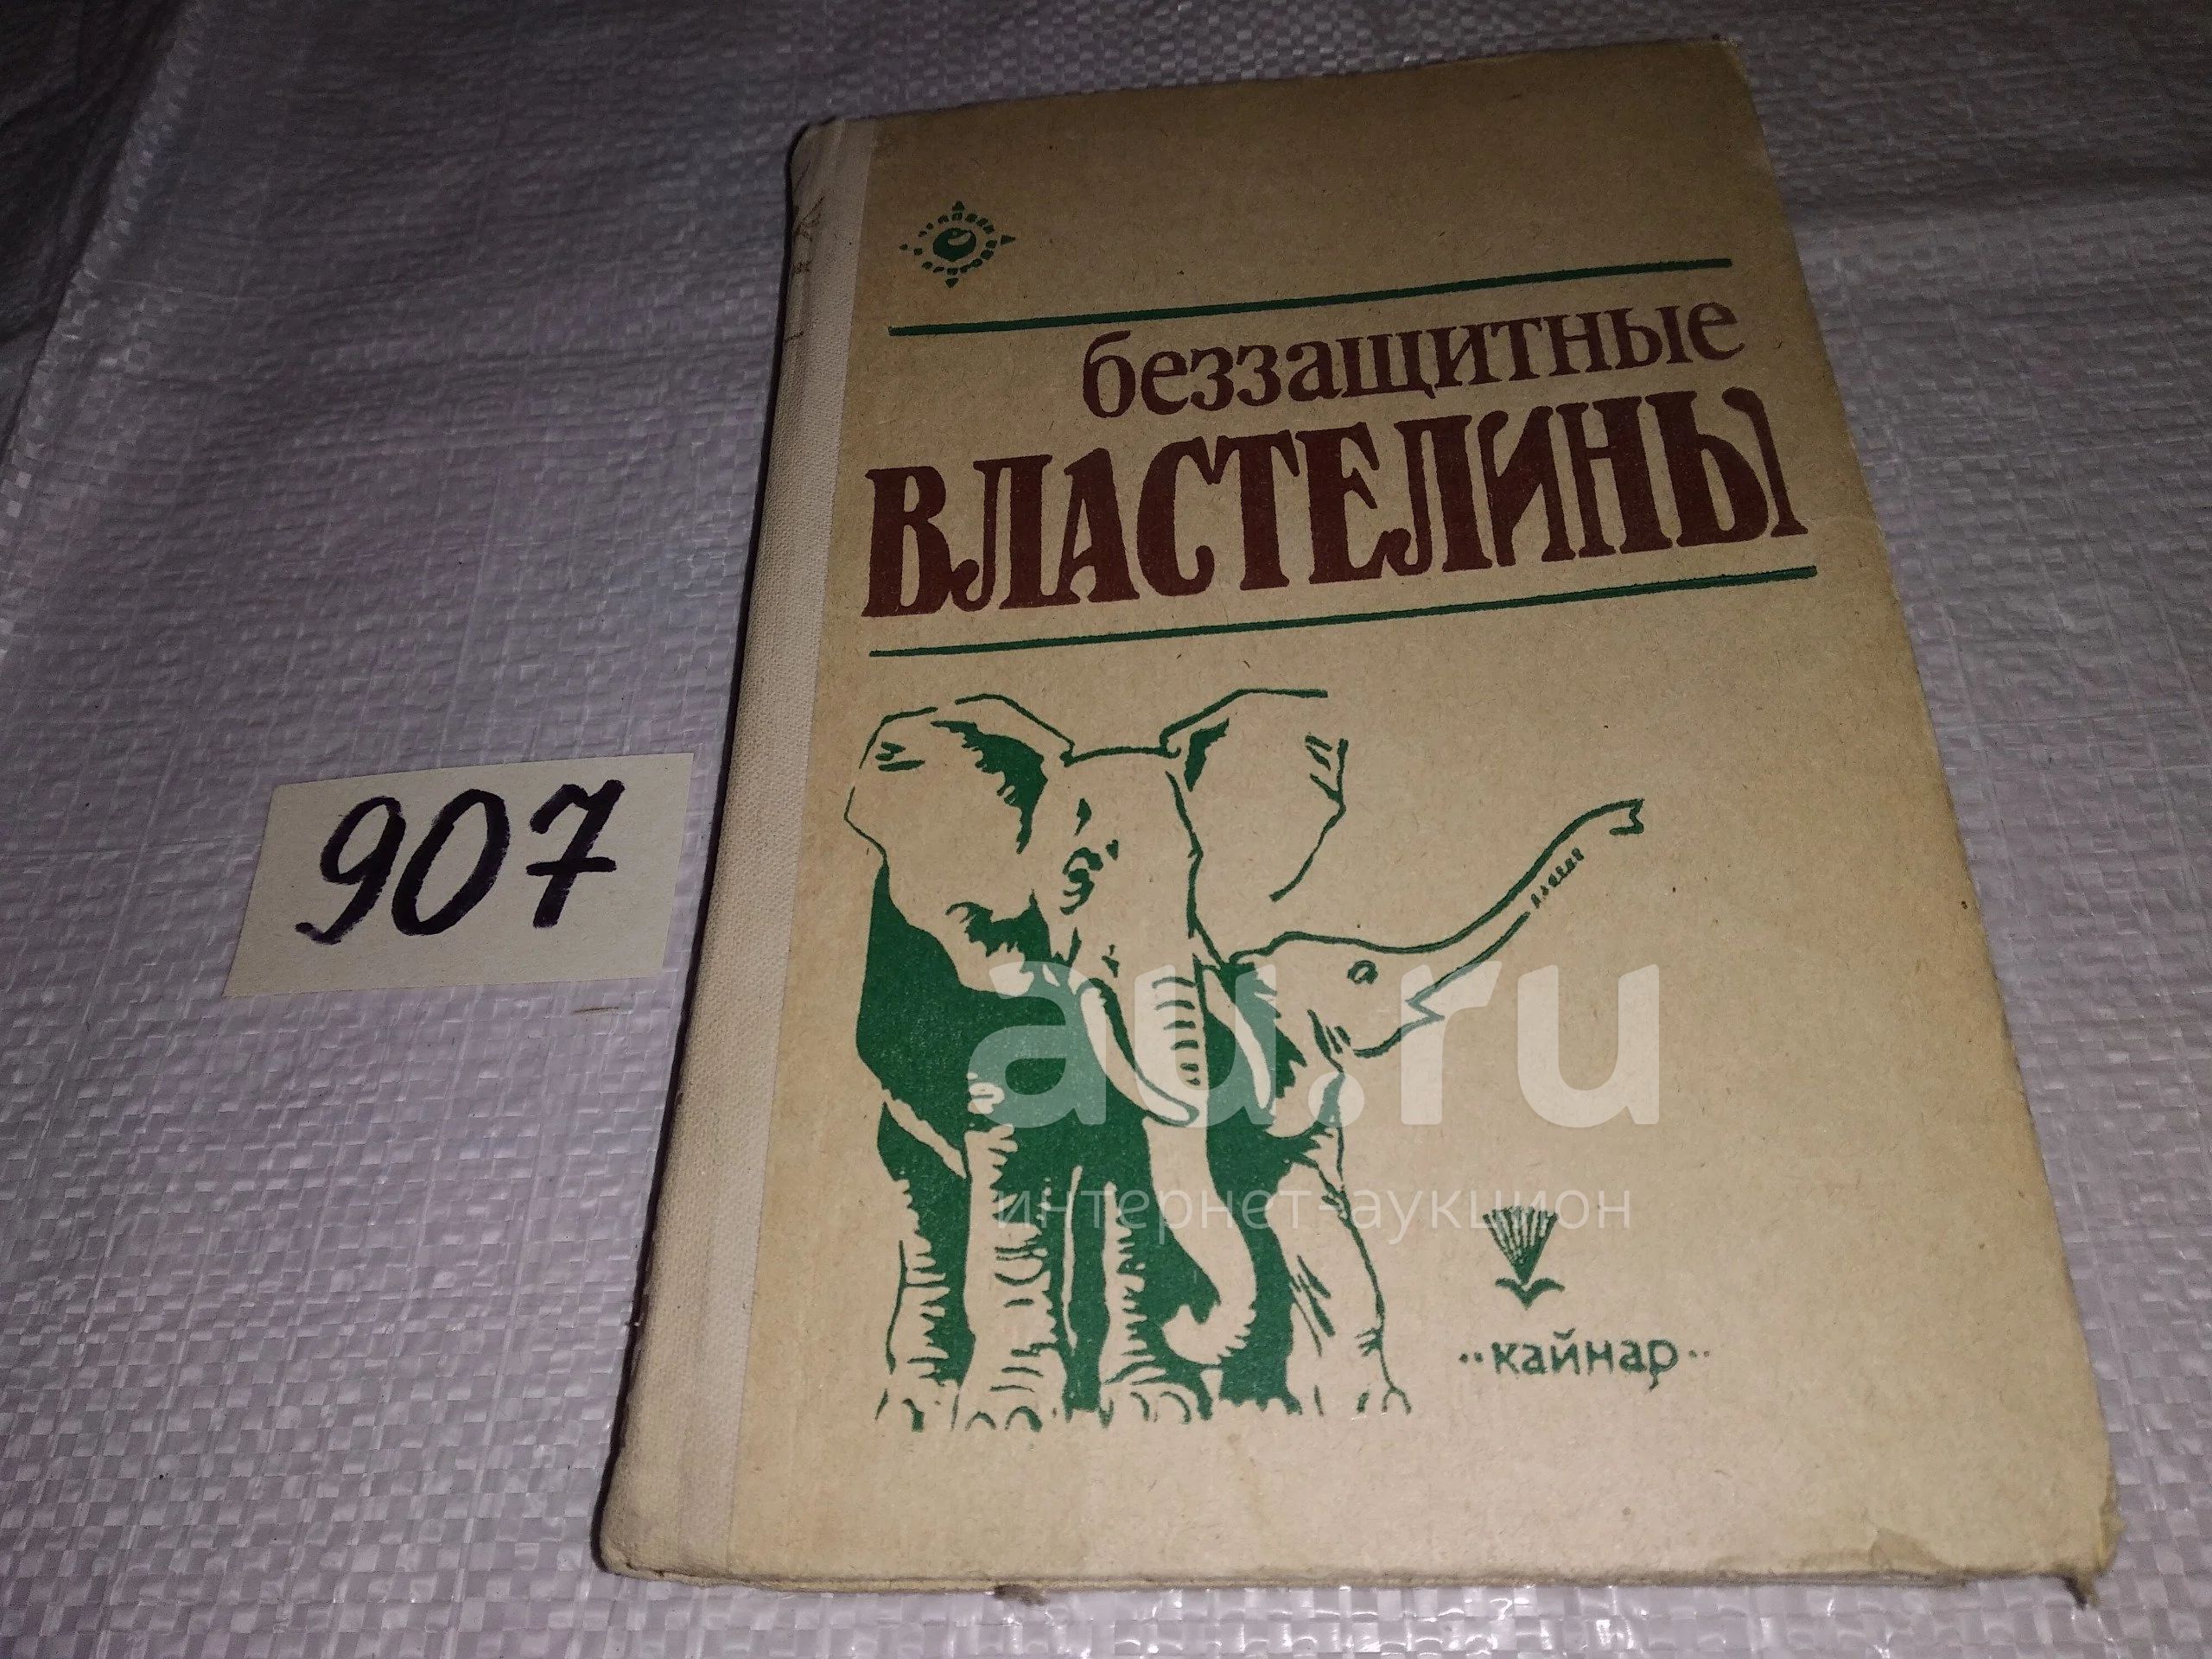 беззащитные
ВЛАСТЕЛИНЫ
907
au.ru
интернет-аукцион
"кайнар"